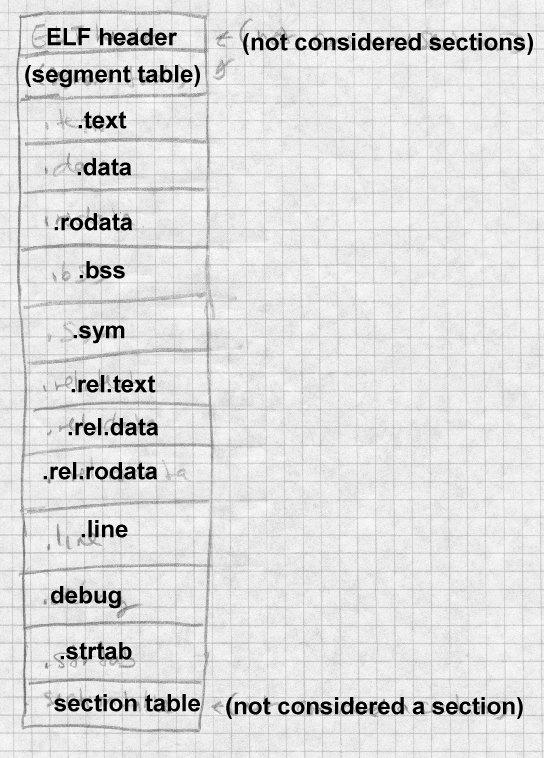 ELF header
(not considered sections)
(segment table)
.text
.data
.rodata
.bss
.sym
.rel.text
.rel.data
.rel.rodata
.line
debug
.strtab
section table
(not considered a section)